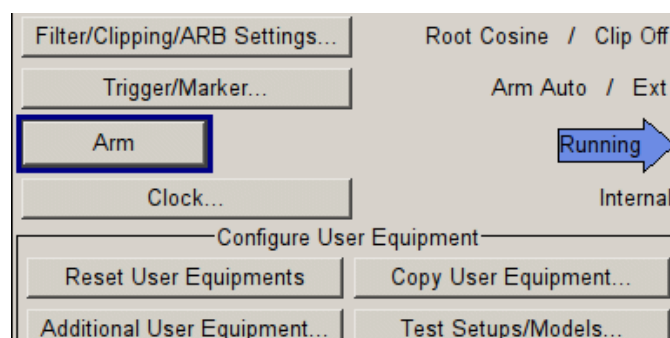 Filter/Clipping/ARB Settings... Root Cosine / Clip Off
Trigger/Marker... Arm Auto / Ext
Arm Running
Clock... Internal
Configure User Equipment
Reset User Equipments Copy User Equipment...
Additional User Equipment... Test Setups/Models...